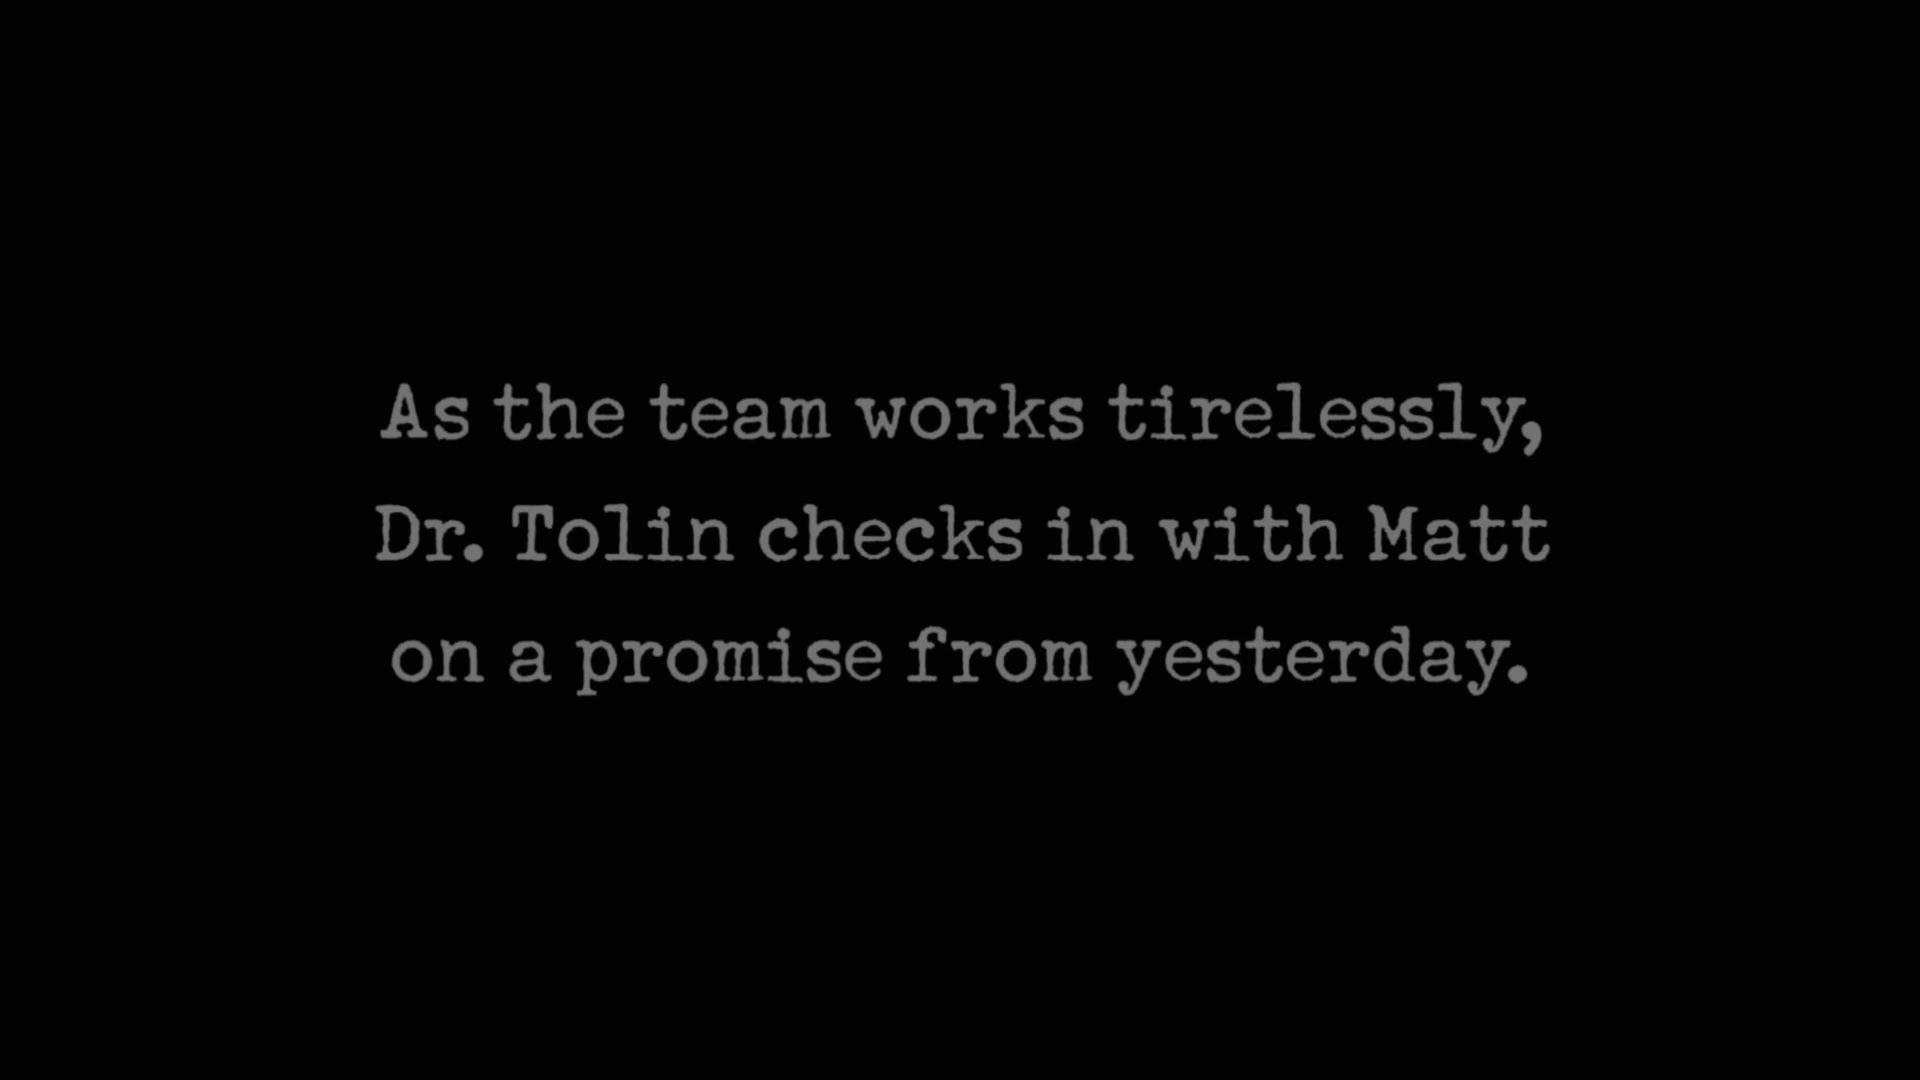 As the team works tirelessly,
Dr. Tolin checks in with Matt
on a promise from yesterday.